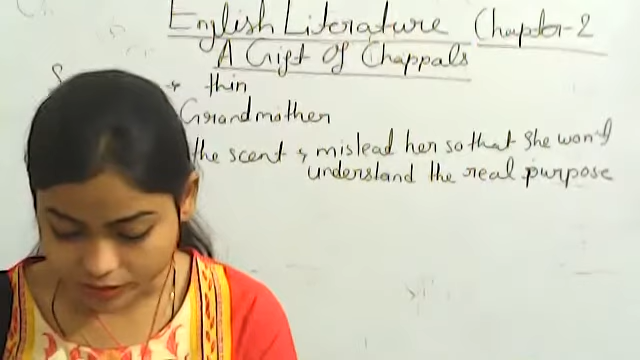 English Literature Chapter-2
A Gift Of Chappals
thin
Grandmother
the scent & mislead her so that she won't
understand the real purpose